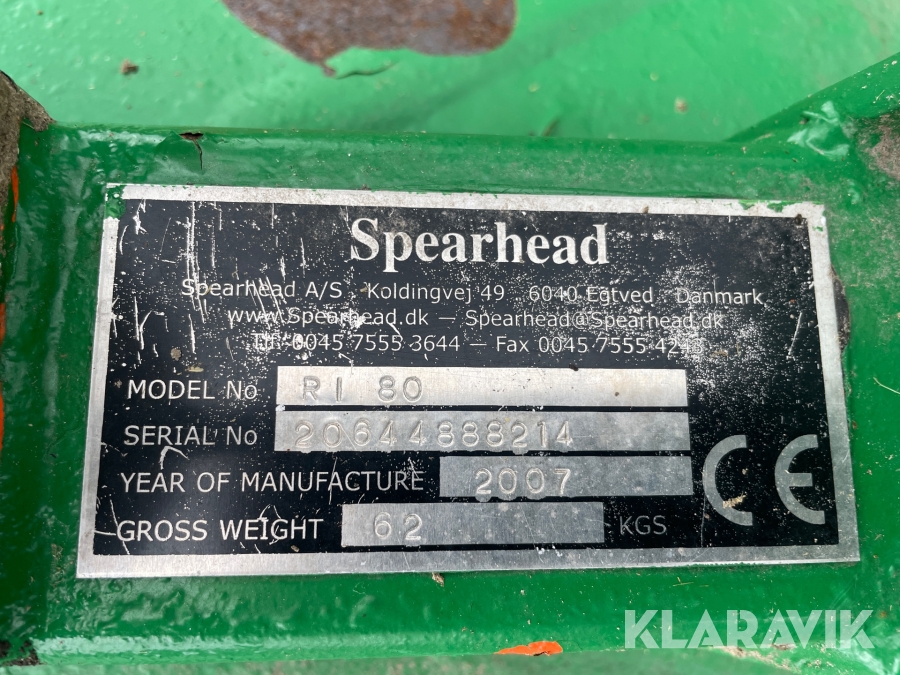 Spearhead
Spearhead A/S Koldingvej 49 6040 Egtved Danmark
www.Spearhead.dk — Spearhead@Spearhead.dk
Tlf. 0045 7555 3644 — Fax 0045 7555
MODEL No RI 80
SERIAL No 20644888214
YEAR OF MANUFACTURE 2007
GROSS WEIGHT 62 KGS
CE
KLARAVIK